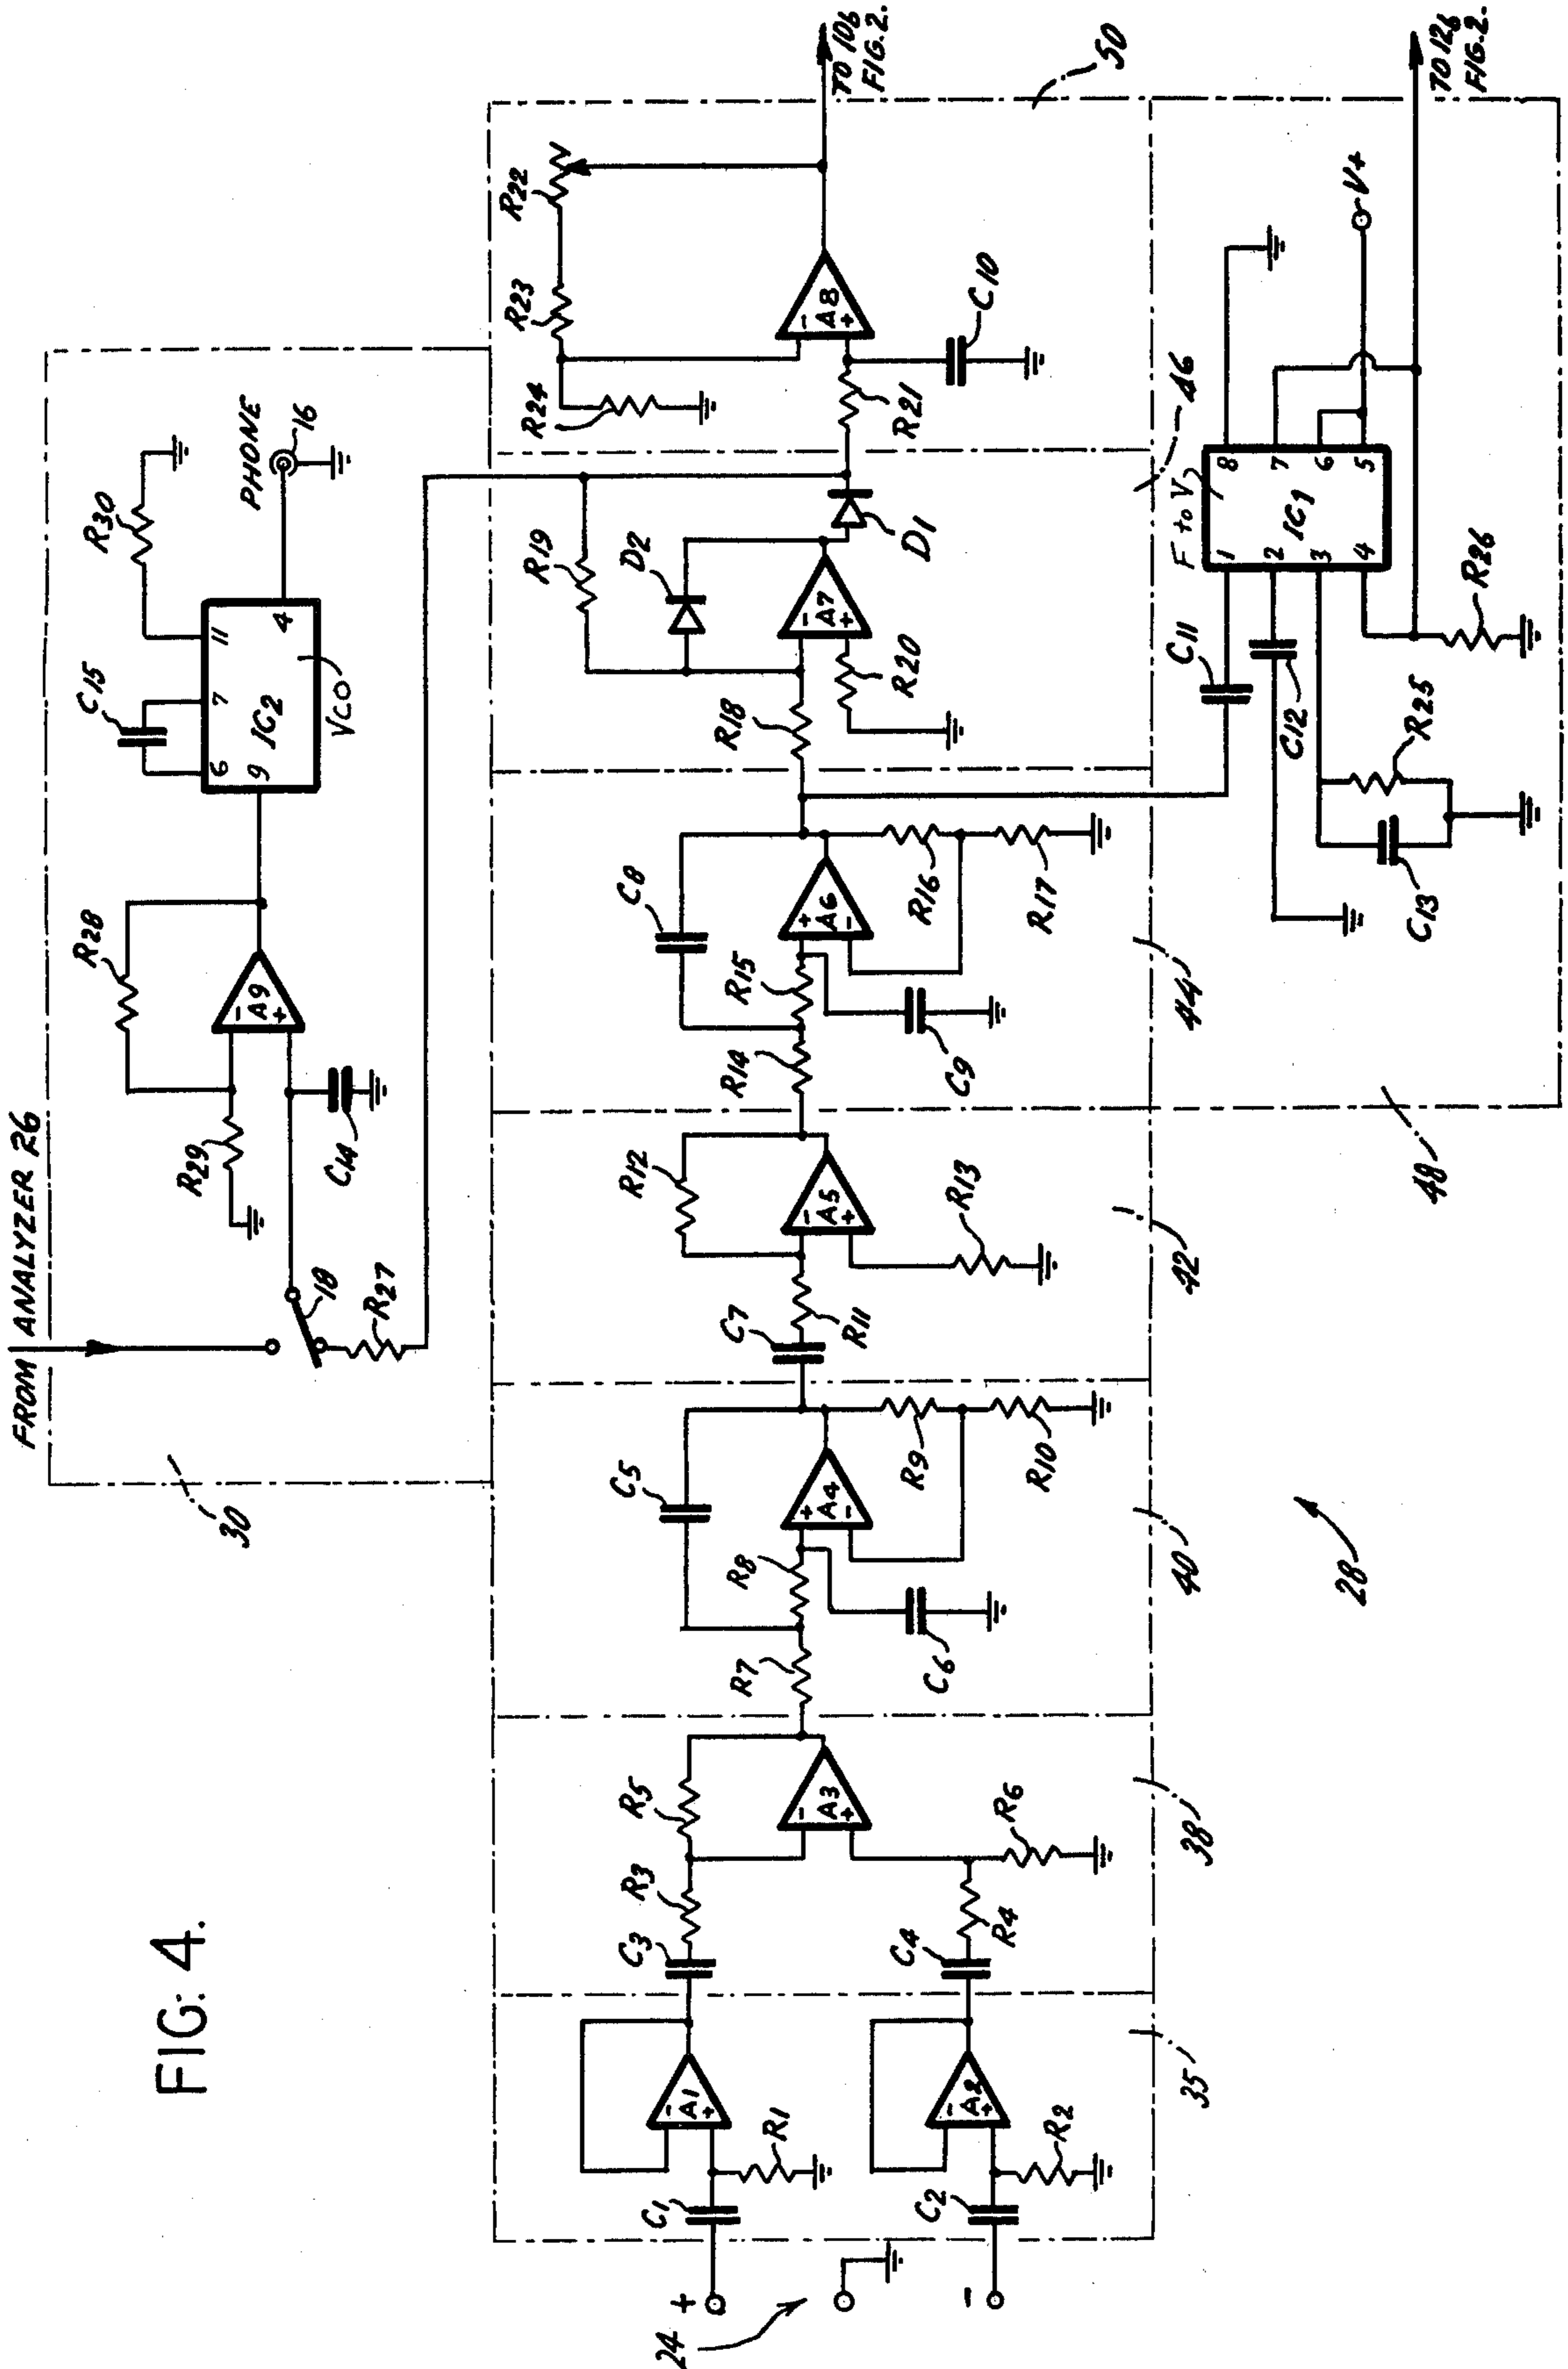 FIG. 4.
FROM ANALYZER 26
30
18
R27
R29
C14
R28
- A9 +
C15
6 7
9 11
IC2
4
VCO
R30
PHONE
16
24
+
-
C1
R1
- A1 +
C2
R2
- A2 +
35
C3
R3
R5
C4
R4
R6
- A3 +
38
R7
R8
C5
C6
+ A4 -
R9
R10
40
C7
R11
R12
- A5 +
R13
42
R14
R15
C8
C9
+ A6 -
R16
R17
44
R18
R19
D2
- A7 +
R20
D1
46
R21
R24
R23
R22
- A8 +
C10
50
TO 10b
FIG. 2.
C11
C12
C13
R25
R26
F to V
IC1
1 8
2 7
3 6
4 5
V+
TO 12b
FIG. 2.
48
28